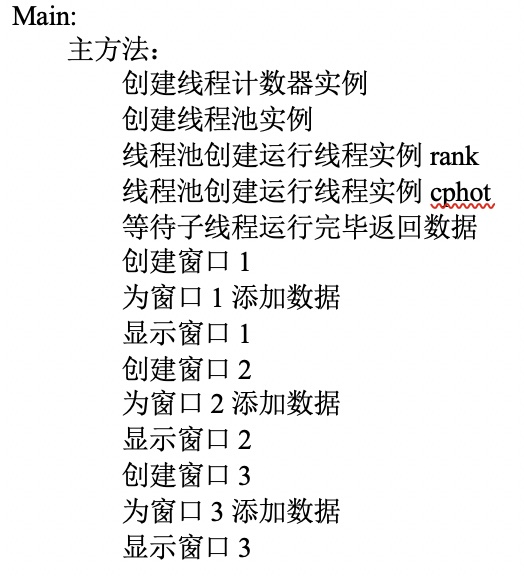 Main:
主方法：
创建线程计数器实例
创建线程池实例
线程池创建运行线程实例 rank
线程池创建运行线程实例 cphot
等待子线程运行完毕返回数据
创建窗口 1
为窗口 1 添加数据
显示窗口 1
创建窗口 2
为窗口 2 添加数据
显示窗口 2
创建窗口 3
为窗口 3 添加数据
显示窗口 3